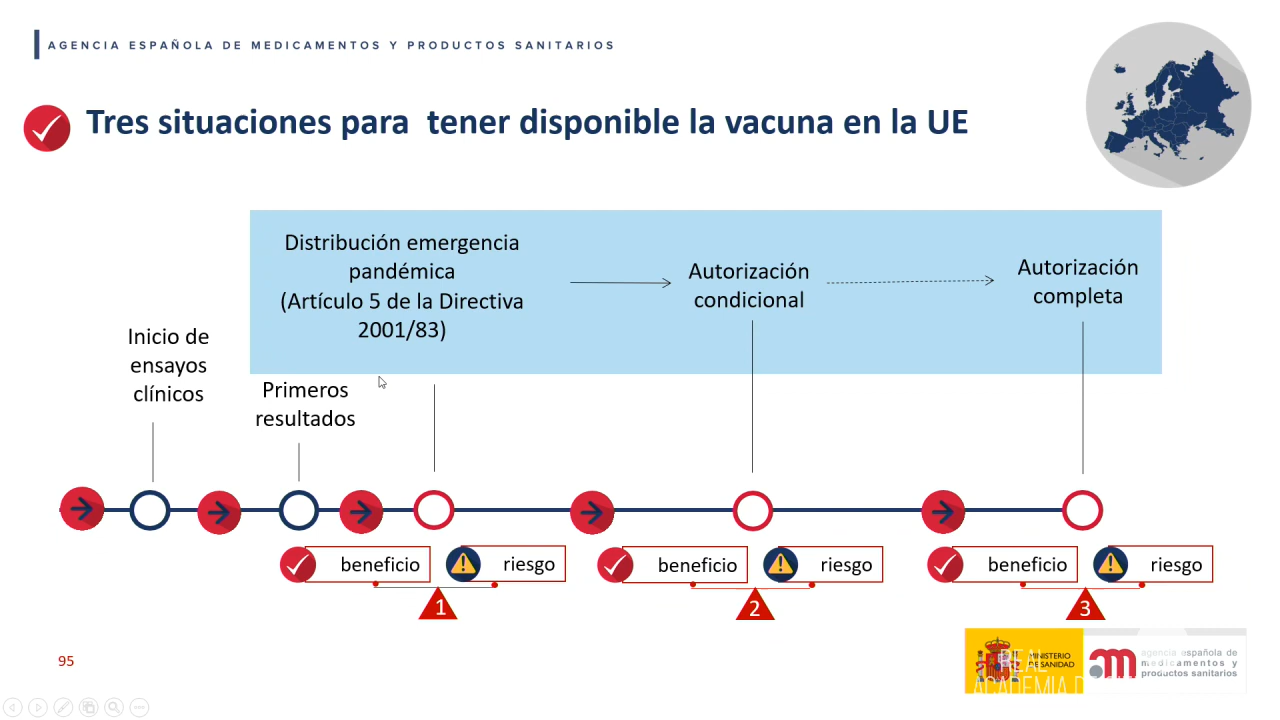 AGENCIA ESPAÑOLA DE MEDICAMENTOS Y PRODUCTOS SANITARIOS
Tres situaciones para tener disponible la vacuna en la UE
Distribución emergencia
pandémica
(Artículo 5 de la Directiva
2001/83)
Autorización
condicional
Autorización
completa
Inicio de
ensayos
clínicos
Primeros
resultados
beneficio
riesgo
1
beneficio
riesgo
2
beneficio
riesgo
3
95
MINISTERIO
DE SANIDAD
agencia española de
medicamentos y
productos sanitarios
REAL
ACADEMIA